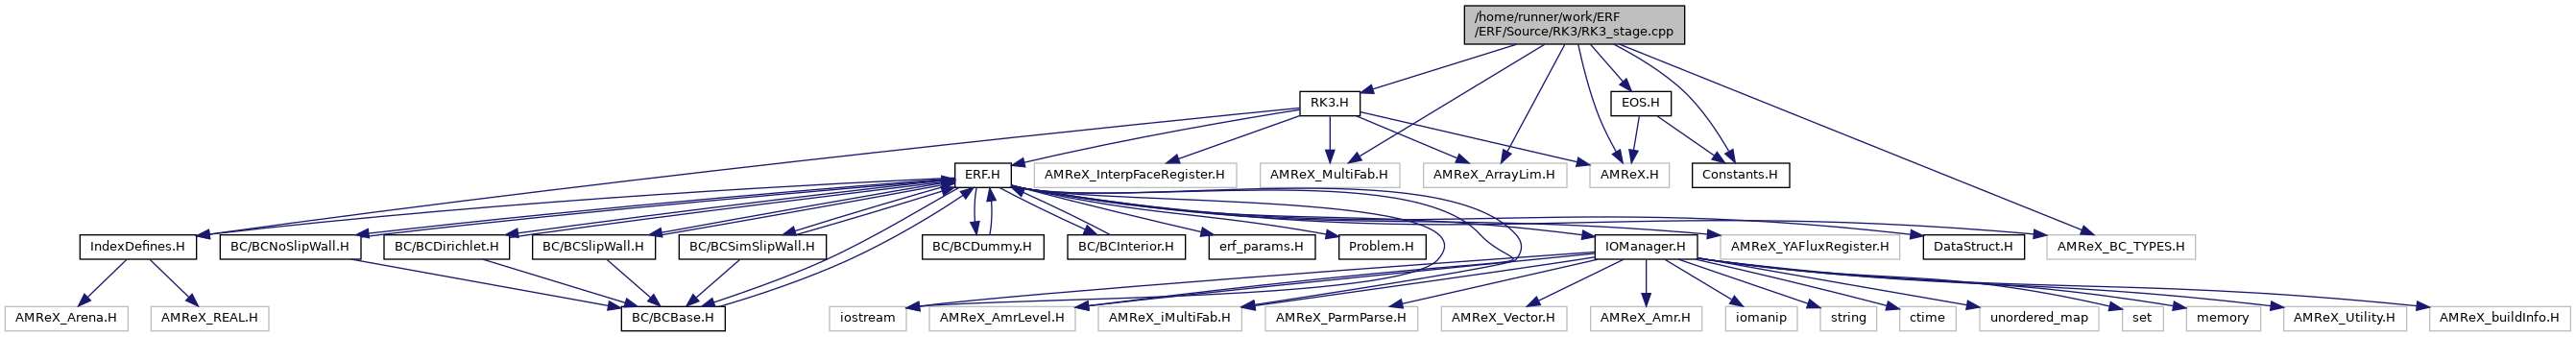 /home/runner/work/ERF
/ERF/Source/RK3/RK3_stage.cpp
RK3.H
EOS.H
ERF.H
AMReX_InterpFaceRegister.H
AMReX_MultiFab.H
AMReX_ArrayLim.H
AMReX.H
Constants.H
IndexDefines.H
BC/BCNoSlipWall.H
BC/BCDirichlet.H
BC/BCSlipWall.H
BC/BCSimSlipWall.H
BC/BCDummy.H
BC/BCInterior.H
erf_params.H
Problem.H
IOManager.H
AMReX_YAFluxRegister.H
DataStruct.H
AMReX_BC_TYPES.H
AMReX_Arena.H
AMReX_REAL.H
BC/BCBase.H
iostream
AMReX_AmrLevel.H
AMReX_iMultiFab.H
AMReX_ParmParse.H
AMReX_Vector.H
AMReX_Amr.H
iomanip
string
ctime
unordered_map
set
memory
AMReX_Utility.H
AMReX_buildInfo.H